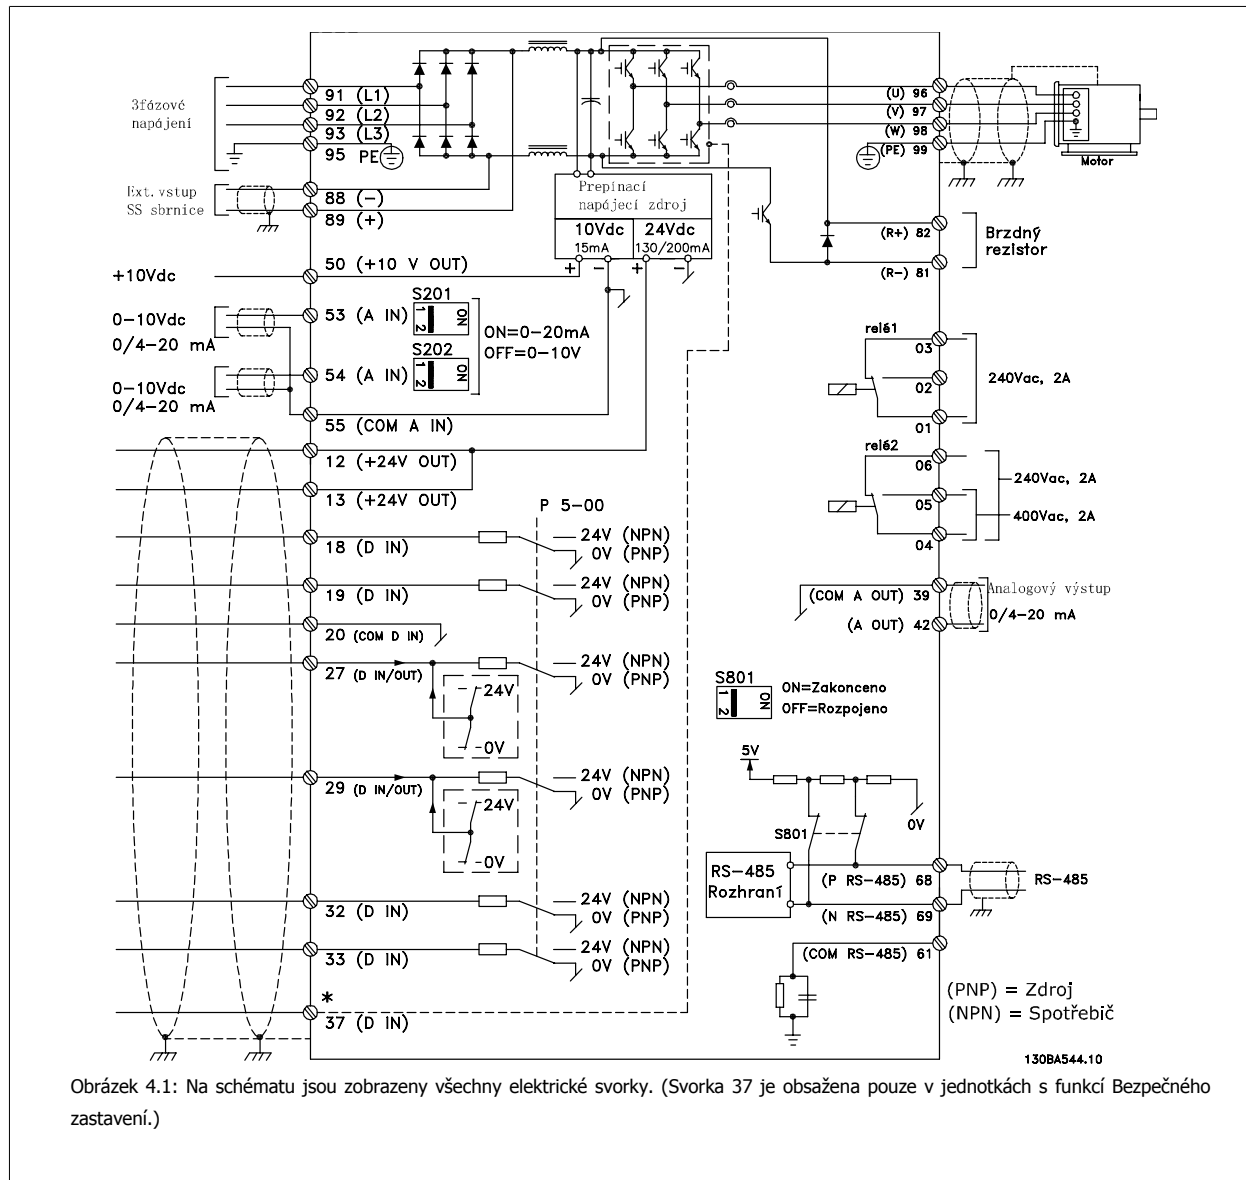 3fázové
napájení
91 (L1)
92 (L2)
93 (L3)
95 PE
Ext. vstup
SS sbrnice
88 (−)
89 (+)
Prepínací
napájecí zdroj
10Vdc
15mA
24Vdc
130/200mA
+ − + −
(U) 96
(V) 97
(W) 98
(PE) 99
Motor
(R+) 82
(R−) 81
Brzdný
rezistor
+10Vdc
50 (+10 V OUT)
0−10Vdc
0/4−20 mA
53 (A IN)
S201
1 2
ON
ON=0−20mA
OFF=0−10V
0−10Vdc
0/4−20 mA
54 (A IN)
S202
1 2
ON
55 (COM A IN)
12 (+24V OUT)
13 (+24V OUT)
relé1
03
02
01
240Vac, 2A
relé2
06
05
04
240Vac, 2A
400Vac, 2A
P 5−00
18 (D IN)
24V (NPN)
0V (PNP)
19 (D IN)
24V (NPN)
0V (PNP)
20 (COM D IN)
27 (D IN/OUT)
24V (NPN)
0V (PNP)
24V
0V
29 (D IN/OUT)
24V (NPN)
0V (PNP)
24V
0V
32 (D IN)
24V (NPN)
0V (PNP)
33 (D IN)
24V (NPN)
0V (PNP)
*
37 (D IN)
(COM A OUT) 39
(A OUT) 42
Analogový výstup
0/4−20 mA
S801
1 2
ON
ON=Zakonceno
OFF=Rozpojeno
5V
0V
S801
RS−485
Rozhraní
(P RS−485) 68
(N RS−485) 69
RS−485
(COM RS−485) 61
(PNP) = Zdroj
(NPN) = Spotřebič
130BA544.10
Obrázek 4.1: Na schématu jsou zobrazeny všechny elektrické svorky. (Svorka 37 je obsažena pouze v jednotkách s funkcí Bezpečného
zastavení.)